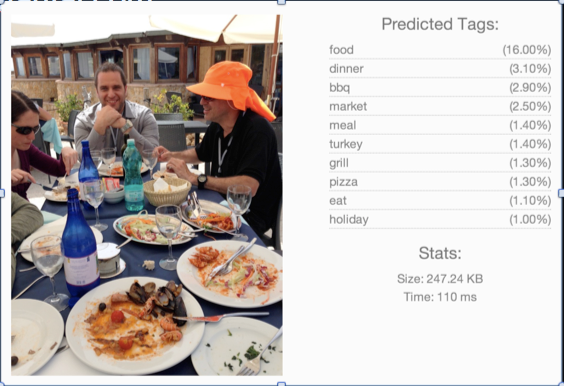 Predicted Tags:
food (16.00%)
dinner (3.10%)
bbq (2.90%)
market (2.50%)
meal (1.40%)
turkey (1.40%)
grill (1.30%)
pizza (1.30%)
eat (1.10%)
holiday (1.00%)
Stats:
Size: 247.24 KB
Time: 110 ms